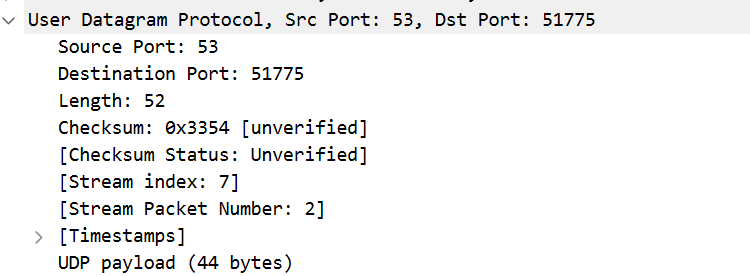 User Datagram Protocol, Src Port: 53, Dst Port: 51775
Source Port: 53
Destination Port: 51775
Length: 52
Checksum: 0x3354 [unverified]
[Checksum Status: Unverified]
[Stream index: 7]
[Stream Packet Number: 2]
[Timestamps]
UDP payload (44 bytes)